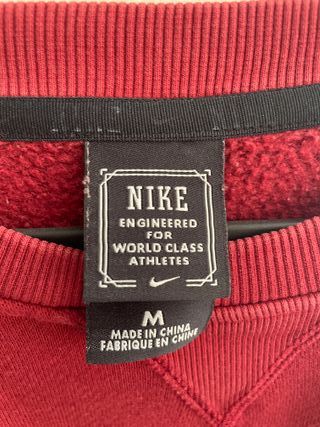 NIKE
ENGINEERED
FOR
WORLD CLASS
ATHLETES
M
MADE IN CHINA
FABRIQUE EN CHINE